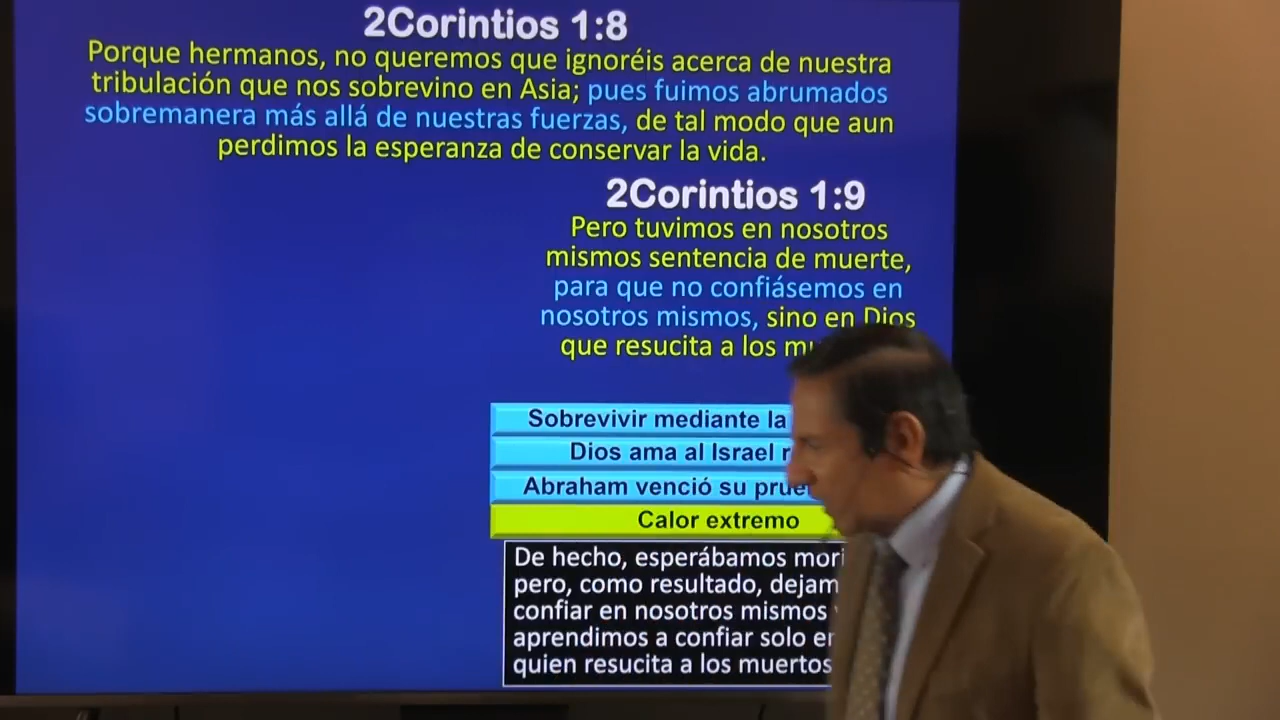 2Corintios 1:8
Porque hermanos, no queremos que ignoréis acerca de nuestra
tribulación que nos sobrevino en Asia; pues fuimos abrumados
sobremanera más allá de nuestras fuerzas, de tal modo que aun
perdimos la esperanza de conservar la vida.
2Corintios 1:9
Pero tuvimos en nosotros
mismos sentencia de muerte,
para que no confiásemos en
nosotros mismos, sino en Dios
que resucita a los
Sobrevivir mediante la
Dios ama al Israel
Abraham venció su
Calor extremo
De hecho, esperábamos
pero, como resultado,
confiar en nosotros mismos
aprendimos a confiar solo
quien resucita a los muertos